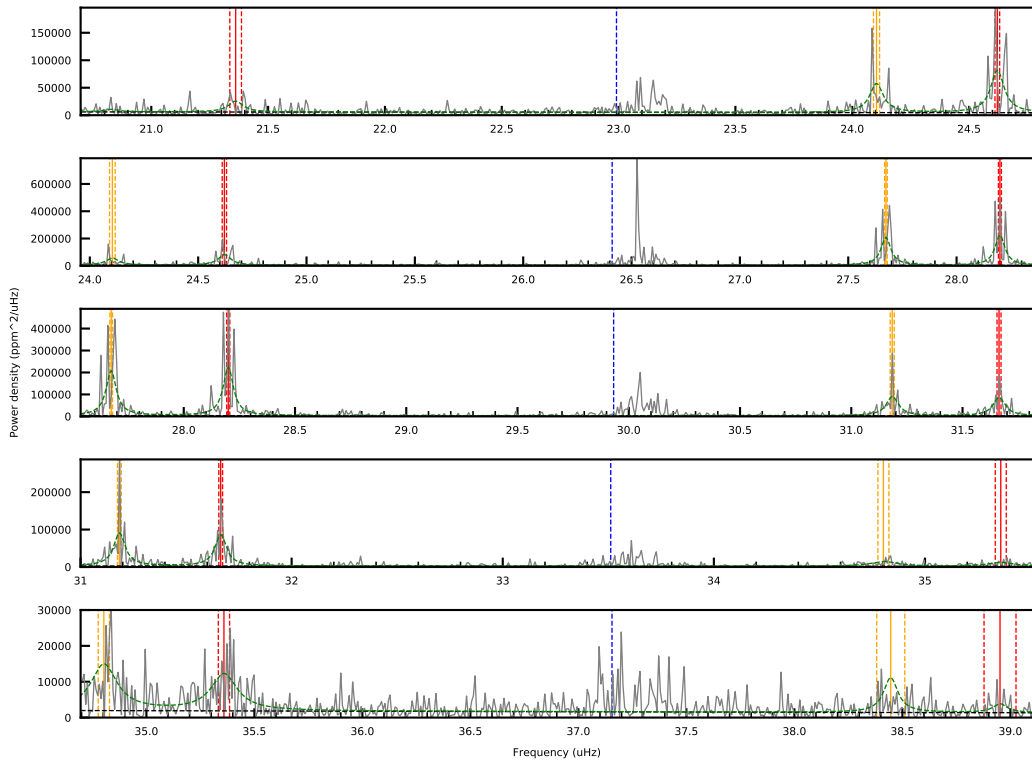 150000
100000
50000
0
21.0 21.5 22.0 22.5 23.0 23.5 24.0 24.5
600000
400000
200000
0
24.0 24.5 25.0 25.5 26.0 26.5 27.0 27.5 28.0
400000
300000
200000
100000
0
28.0 28.5 29.0 29.5 30.0 30.5 31.0 31.5
Power density (ppm^2/uHz)
200000
100000
0
31 32 33 34 35
30000
20000
10000
0
35.0 35.5 36.0 36.5 37.0 37.5 38.0 38.5 39.0
Frequency (uHz)